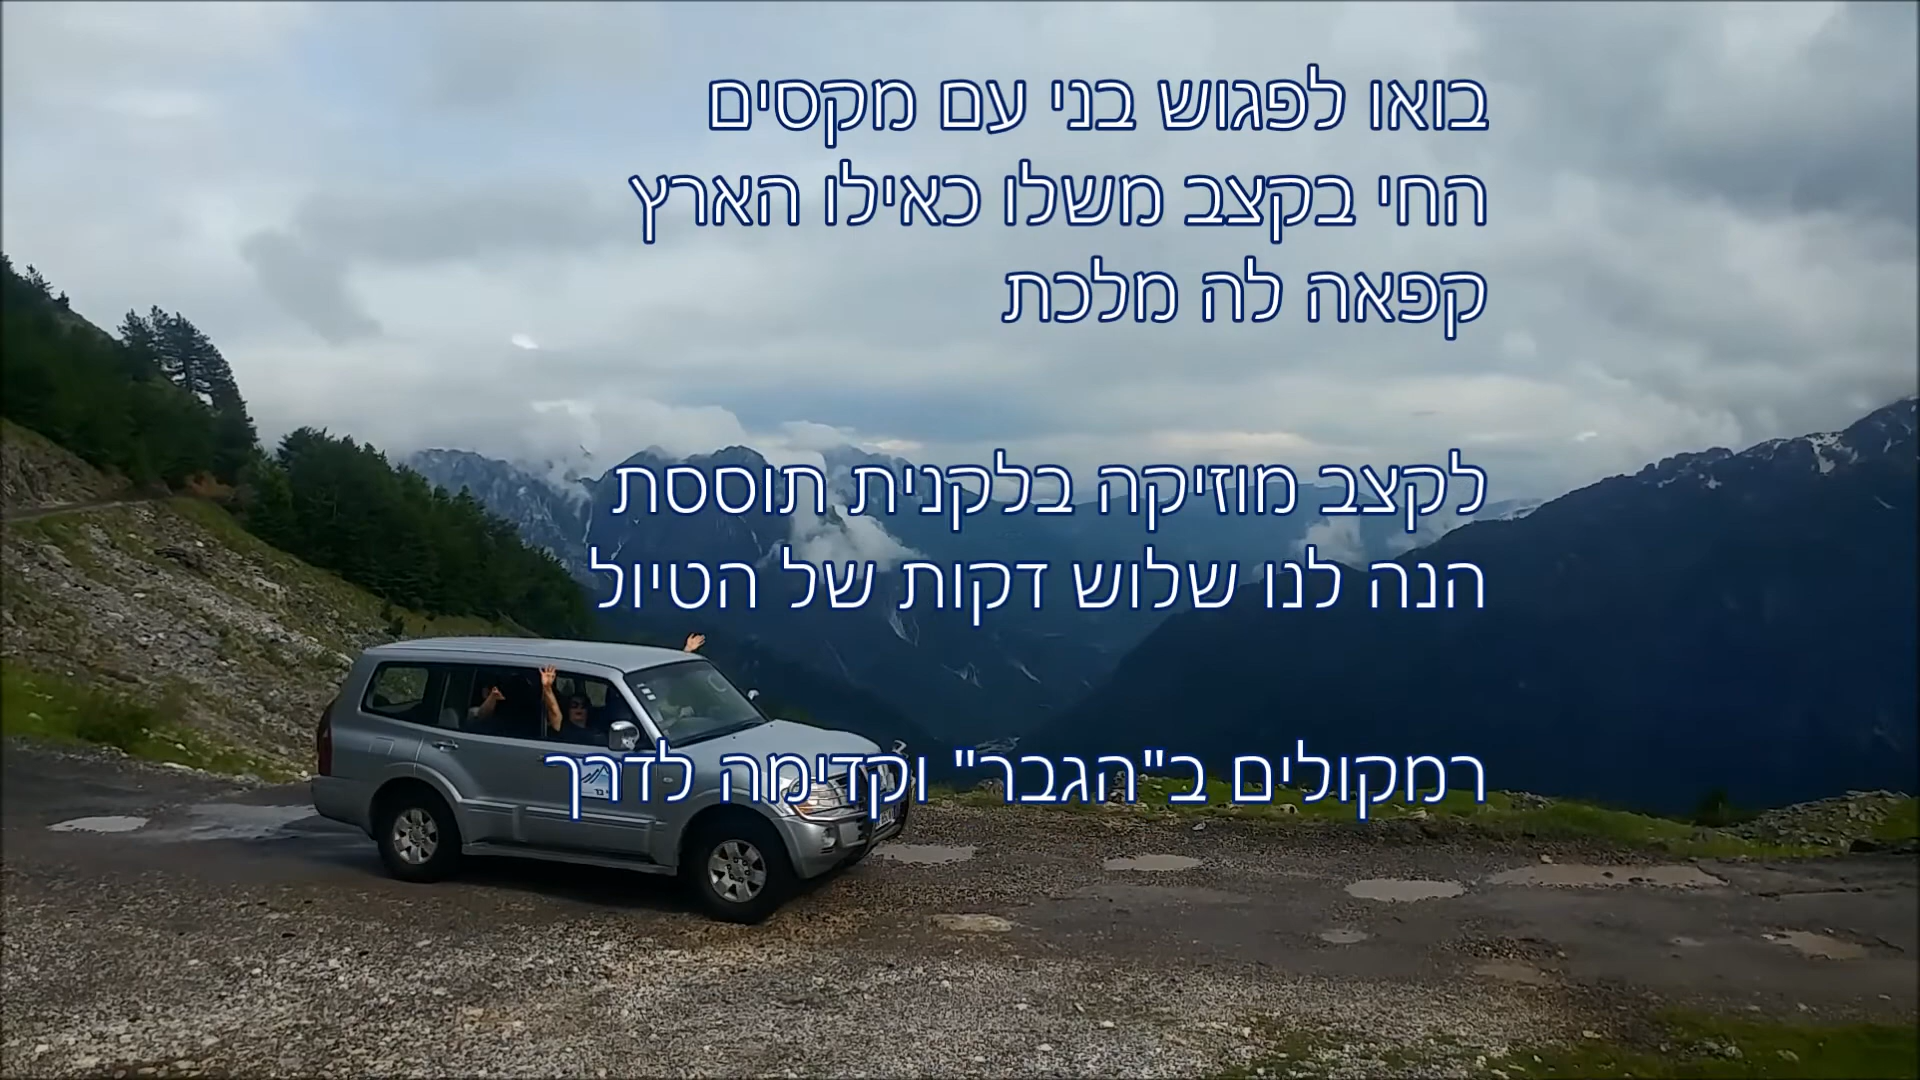 בואו לפגוש בני עם מקסים
החי בקצב משלו כאילו הארץ
קפאה לה מלכת
לקצב מוזיקה בלקנית תוססת
הנה לנו שלוש דקות של הטיול
רמקולים ב"הגבר" וקדימה לדרך